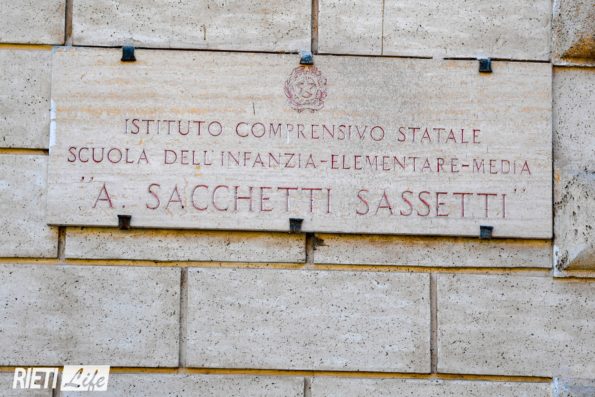 ISTITUTO COMPRENSIVO STATALE
SCUOLA DELL'INFANZIA-ELEMENTARE-MEDIA
"A. SACCHETTI SASSETTI"
RIETI Life